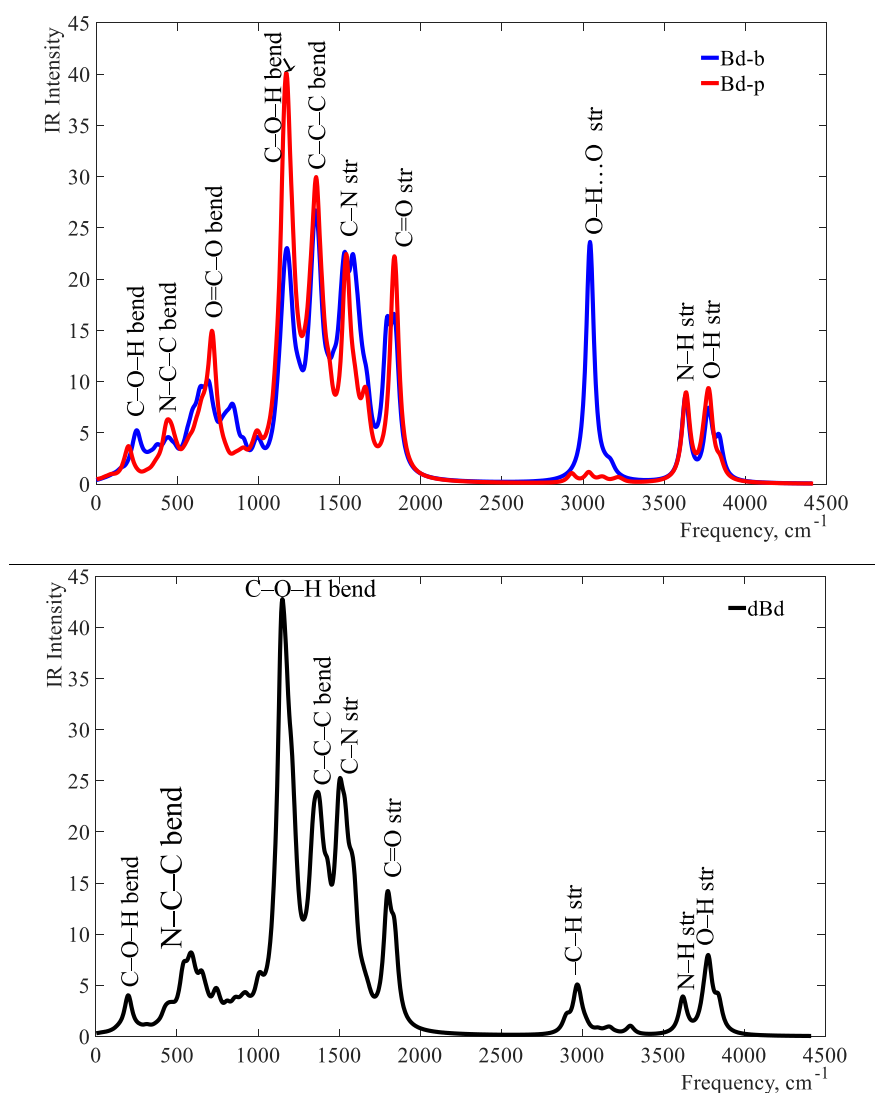 45
40
35
30
25
20
15
10
5
0
IR Intensity
C–O–H bend
N–C–C bend
O=C–O bend
C–O–H bend
C–C–C bend
C–N str
C=O str
O–H…O str
N–H str
O–H str
Bd-b
Bd-p
0 500 1000 1500 2000 2500 3000 3500 4000 4500
Frequency, cm-1
45
40
35
30
25
20
15
10
5
0
IR Intensity
C–O–H bend
N–C–C bend
C–O–H bend
C–C–C bend
C–N str
C=O str
–C–H str
N–H str
O–H str
dBd
0 500 1000 1500 2000 2500 3000 3500 4000 4500
Frequency, cm-1